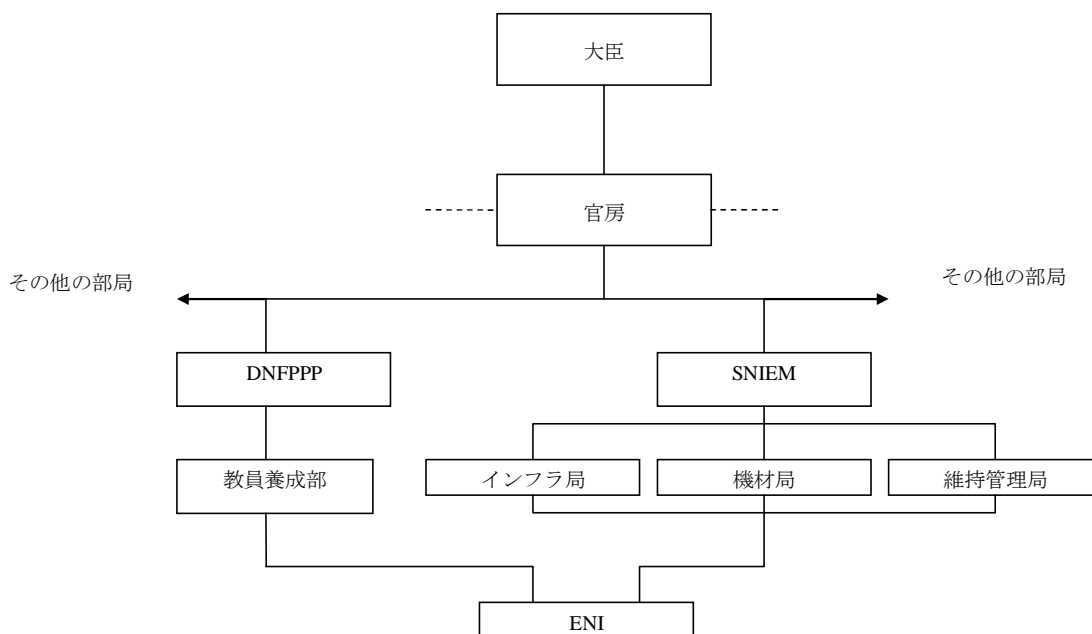 大臣
官房
その他の部局
その他の部局
DNFPPP
SNIEM
教員養成部
インフラ局
機材局
維持管理局
ENI